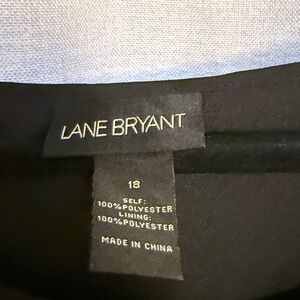 LANE BRYANT
18
SELF:
100%POLYESTER
LINING:
100%POLYESTER
MADE IN CHINA